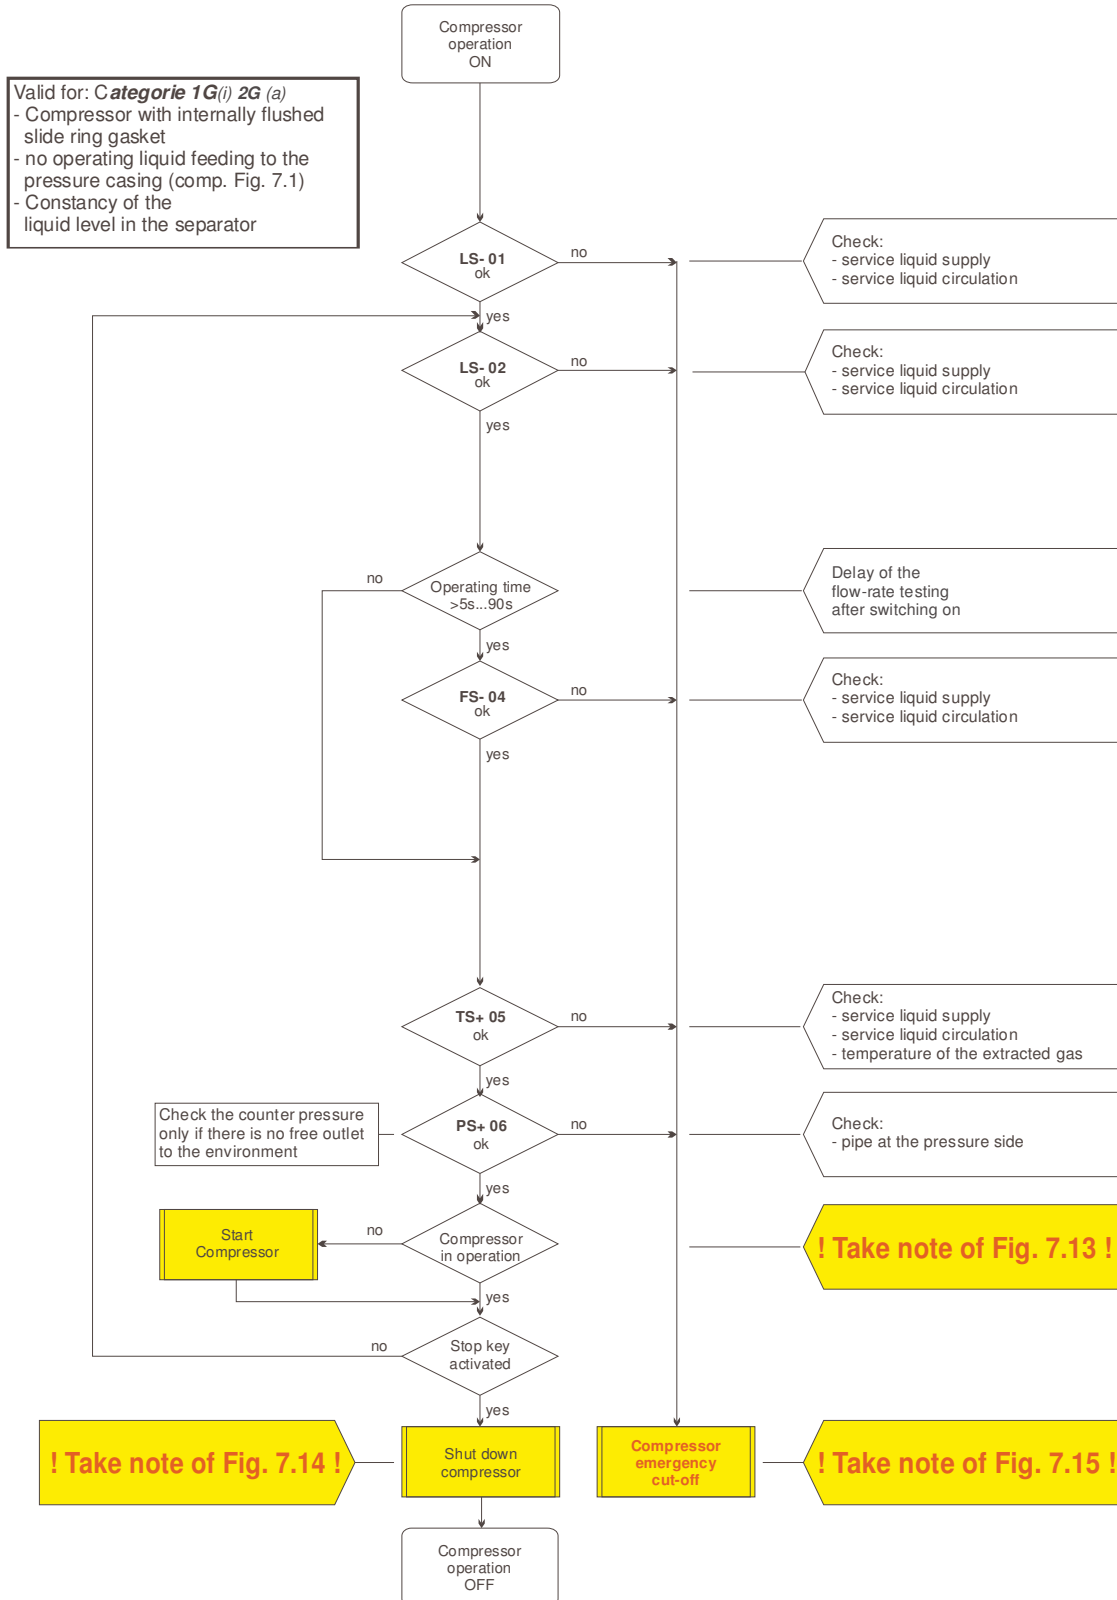 Compressor
operation
ON
Valid for: Categorie 1G(i) 2G (a)
- Compressor with internally flushed
slide ring gasket
- no operating liquid feeding to the
pressure casing (comp. Fig. 7.1)
- Constancy of the
liquid level in the separator
LS- 01
ok
no
Check:
- service liquid supply
- service liquid circulation
yes
LS- 02
ok
no
Check:
- service liquid supply
- service liquid circulation
yes
no
Operating time
>5s...90s
Delay of the
flow-rate testing
after switching on
yes
FS- 04
ok
no
Check:
- service liquid supply
- service liquid circulation
yes
TS+ 05
ok
no
Check:
- service liquid supply
- service liquid circulation
- temperature of the extracted gas
yes
Check the counter pressure
only if there is no free outlet
to the environment
PS+ 06
ok
no
Check:
- pipe at the pressure side
yes
Start
Compressor
no
Compressor
in operation
! Take note of Fig. 7.13 !
yes
no
Stop key
activated
yes
! Take note of Fig. 7.14 !
Shut down
compressor
Compressor
emergency
cut-off
! Take note of Fig. 7.15 !
Compressor
operation
OFF